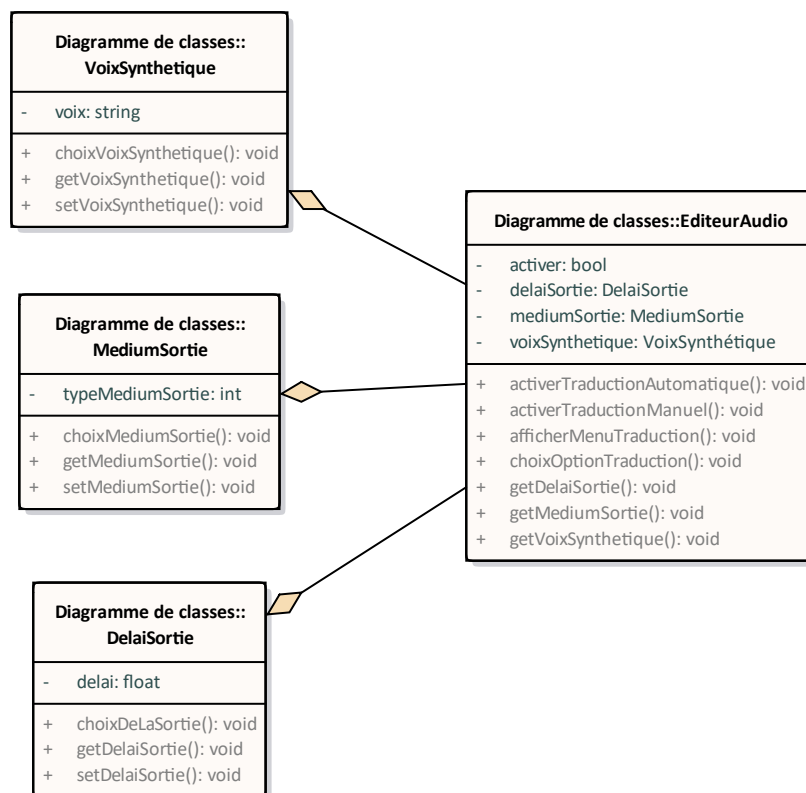 Diagramme de classes::
VoixSynthetique
- voix: string
+ choixVoixSynthetique(): void
+ getVoixSynthetique(): void
+ setVoixSynthetique(): void
Diagramme de classes::
MediumSortie
- typeMediumSortie: int
+ choixMediumSortie(): void
+ getMediumSortie(): void
+ setMediumSortie(): void
Diagramme de classes::
DelaiSortie
- delai: float
+ choixDeLaSortie(): void
+ getDelaiSortie(): void
+ setDelaiSortie(): void
Diagramme de classes::EditeurAudio
- activer: bool
- delaiSortie: DelaiSortie
- mediumSortie: MediumSortie
- voixSynthetique: VoixSynthétique
+ activerTraductionAutomatique(): void
+ activerTraductionManuel(): void
+ afficherMenuTraduction(): void
+ choixOptionTraduction(): void
+ getDelaiSortie(): void
+ getMediumSortie(): void
+ getVoixSynthetique(): void